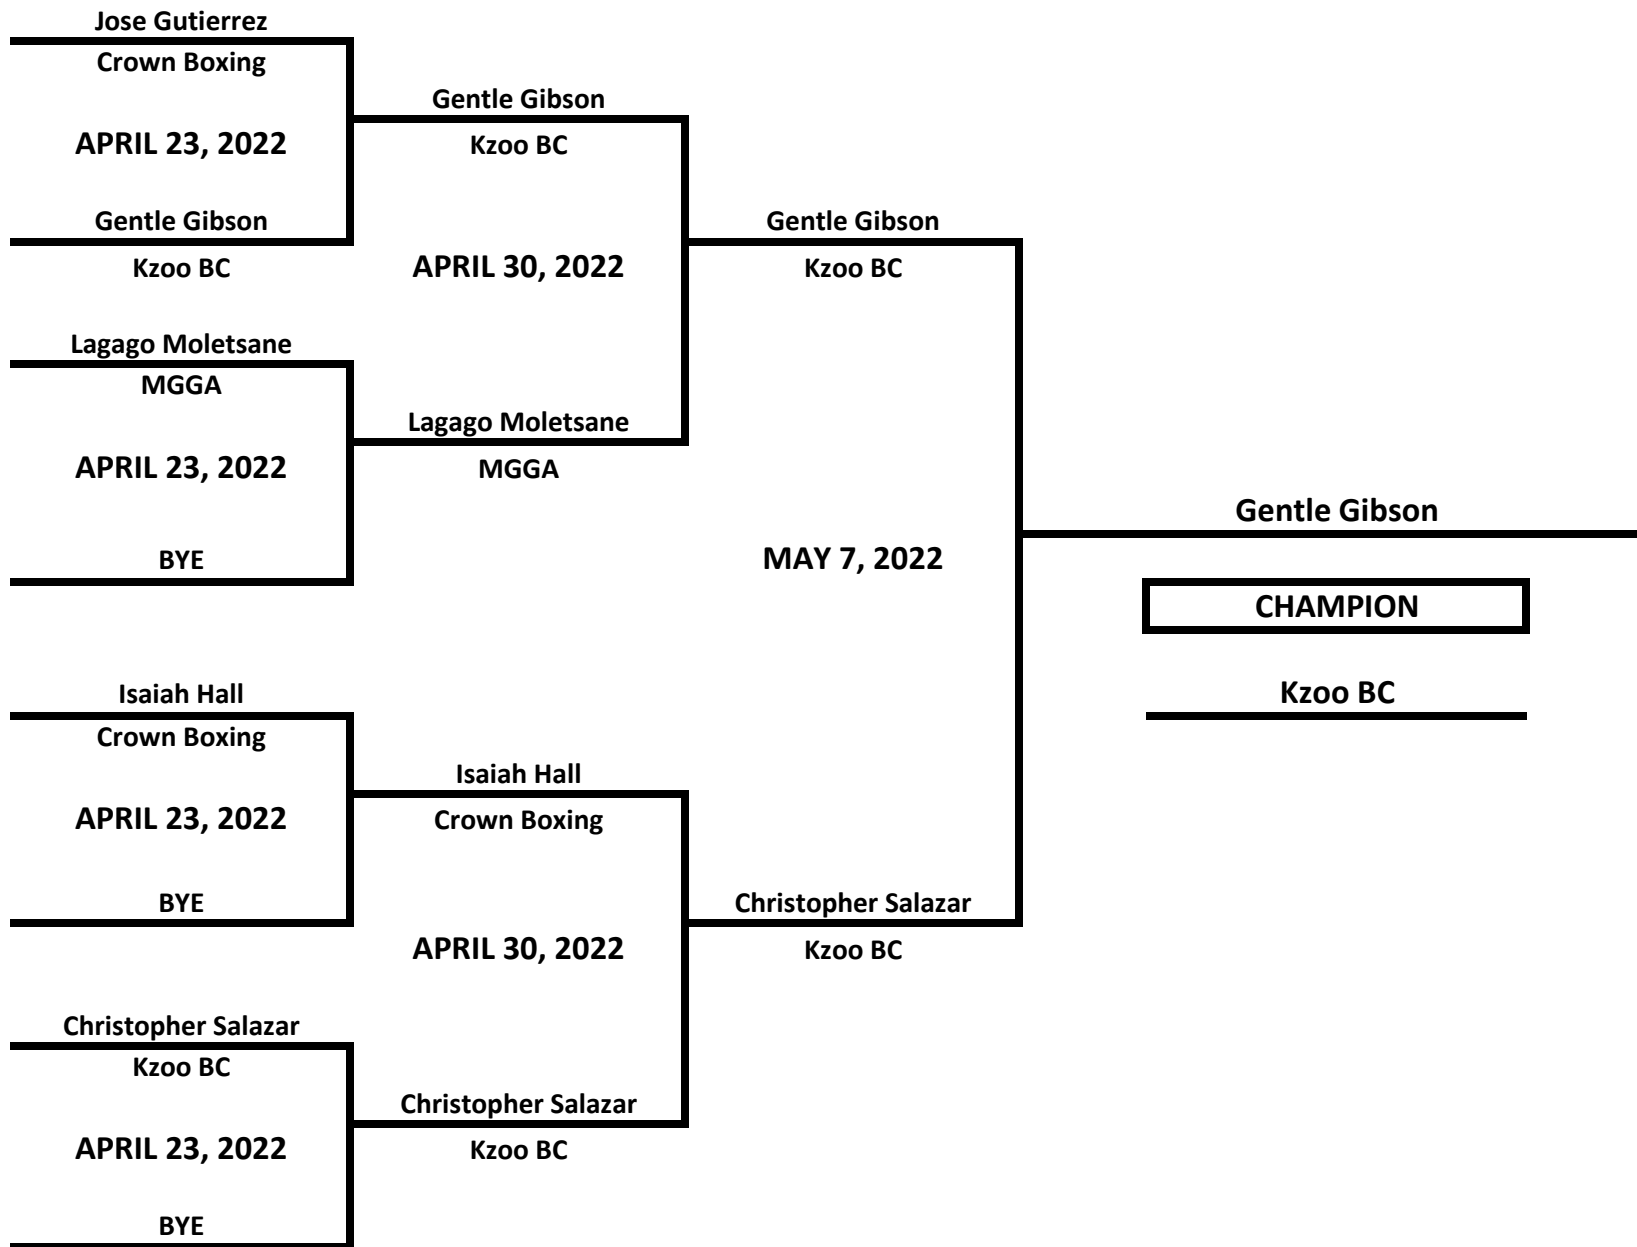 Jose Gutierrez
Crown Boxing
APRIL 23, 2022
Gentle Gibson
Kzoo BC
Lagago Moletsane
MGGA
APRIL 23, 2022
BYE
Isaiah Hall
Crown Boxing
APRIL 23, 2022
BYE
Christopher Salazar
Kzoo BC
APRIL 23, 2022
BYE
Gentle Gibson
Kzoo BC
APRIL 30, 2022
Lagago Moletsane
MGGA
Isaiah Hall
Crown Boxing
APRIL 30, 2022
Christopher Salazar
Kzoo BC
Gentle Gibson
Kzoo BC
MAY 7, 2022
Christopher Salazar
Kzoo BC
Gentle Gibson
CHAMPION
Kzoo BC